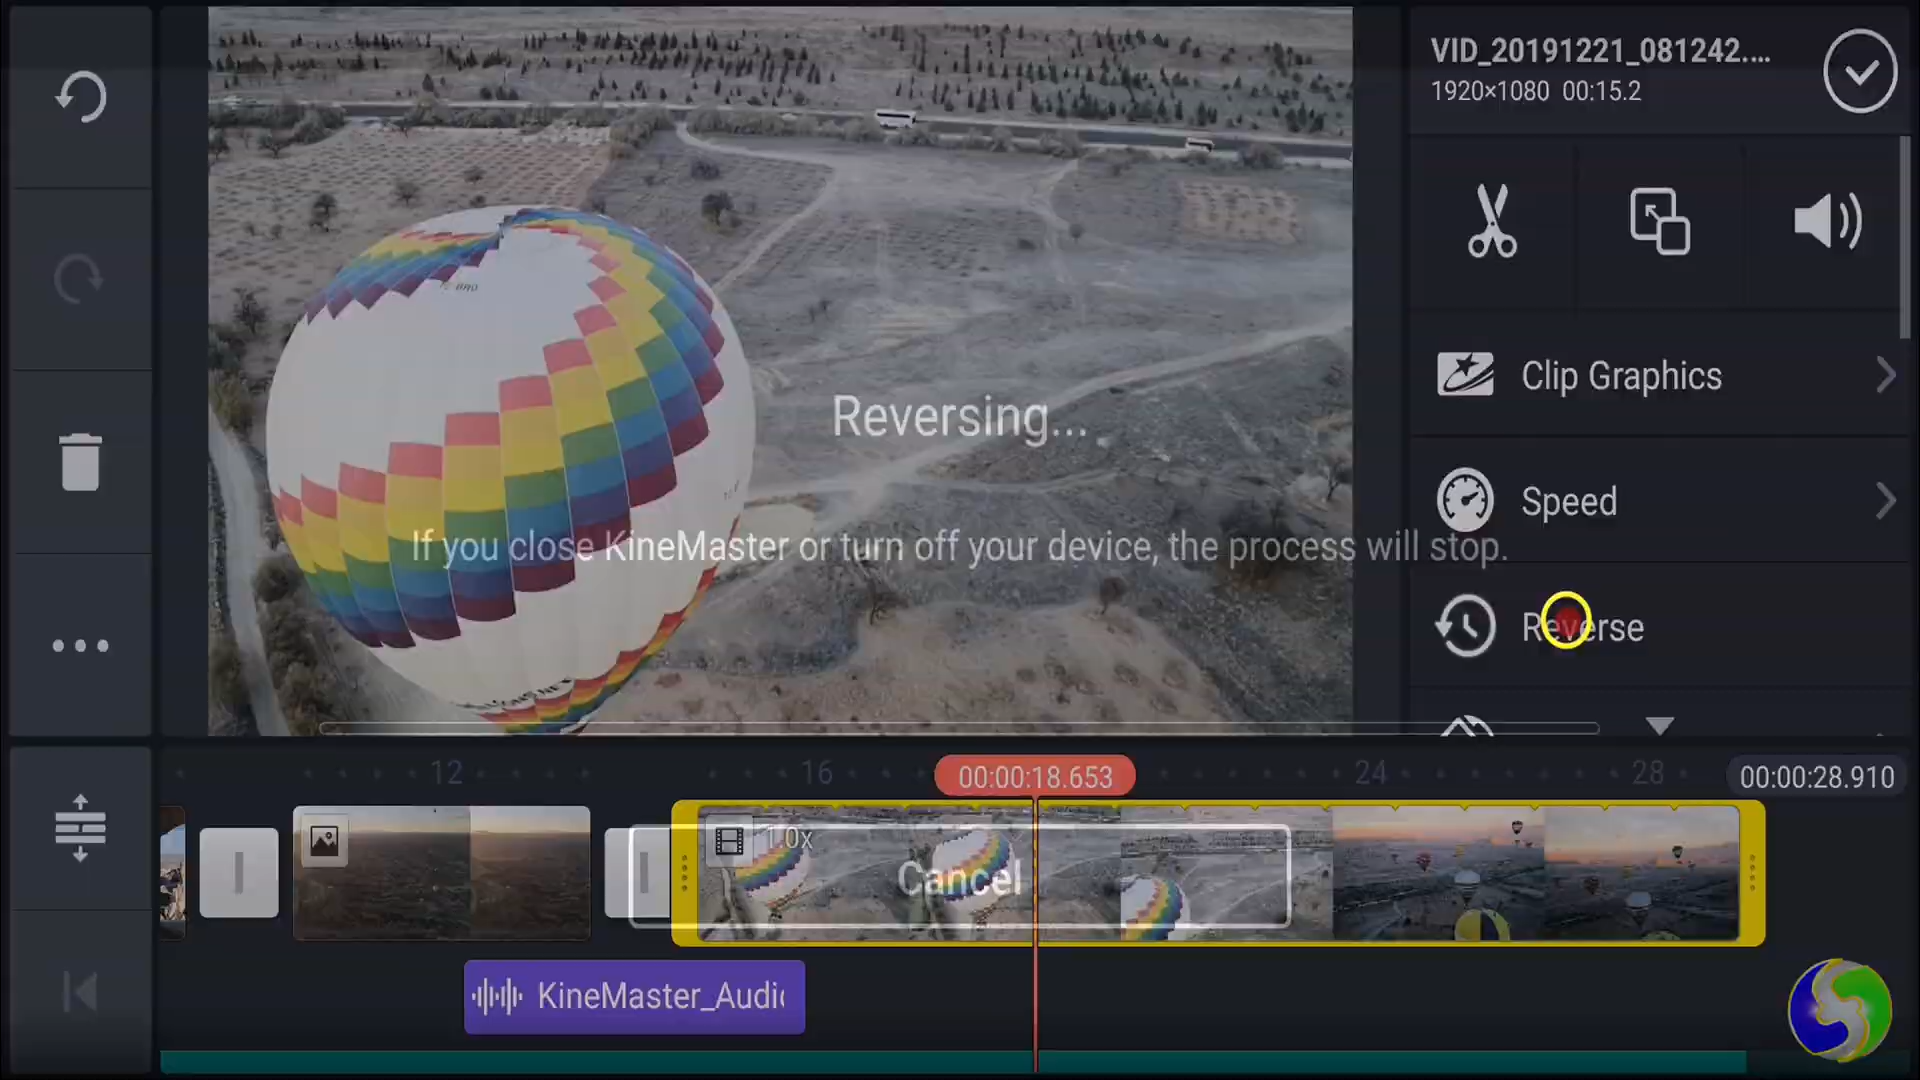 VID_20191221_081242....
1920×1080 00:15.2
Clip Graphics
Speed
Reverse
Reversing...
If you close KineMaster or turn off your device, the process will stop.
12
16
00:00:18.653
24
28
00:00:28.910
1.0x
Cancel
KineMaster_Audi